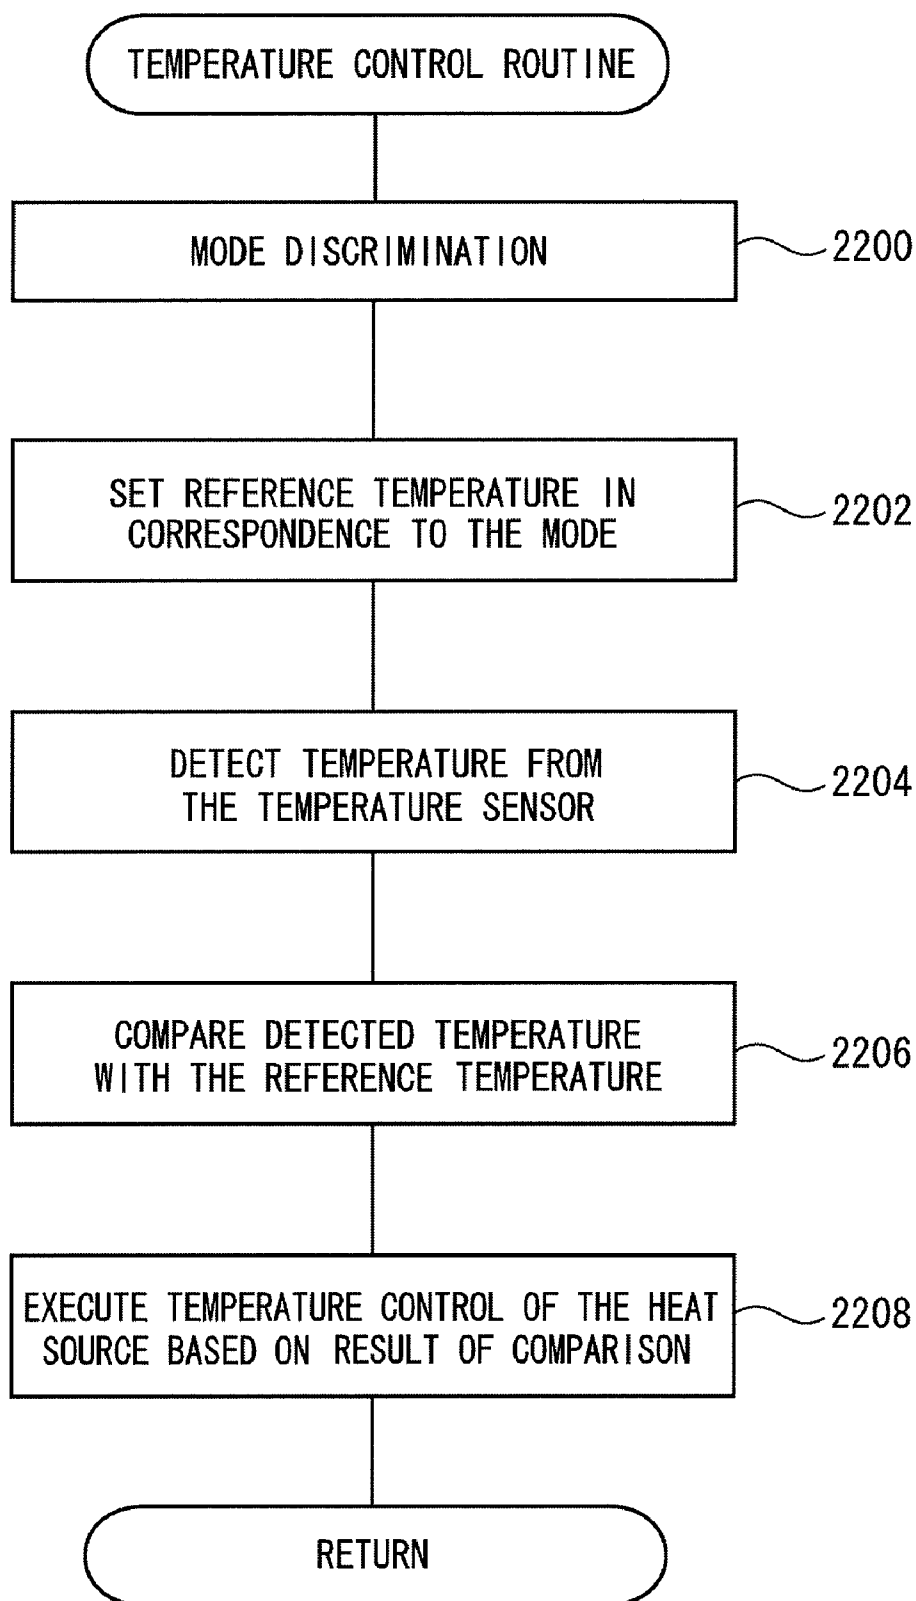 TEMPERATURE CONTROL ROUTINE
MODE DISCRIMINATION
2200
SET REFERENCE TEMPERATURE IN
CORRESPONDENCE TO THE MODE
2202
DETECT TEMPERATURE FROM
THE TEMPERATURE SENSOR
2204
COMPARE DETECTED TEMPERATURE
WITH THE REFERENCE TEMPERATURE
2206
EXECUTE TEMPERATURE CONTROL OF THE HEAT
SOURCE BASED ON RESULT OF COMPARISON
2208
RETURN